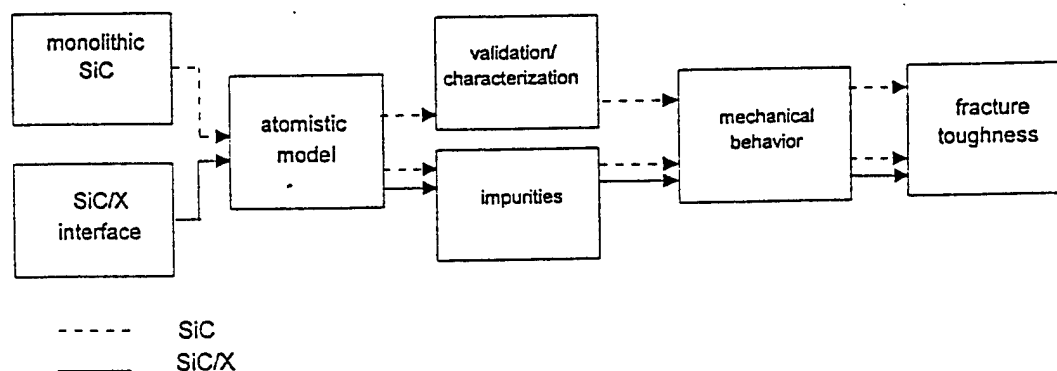 monolithic
SiC
SiC/X
interface
atomistic
model
validation/
characterization
impurities
mechanical
behavior
fracture
toughness
SiC
SiC/X